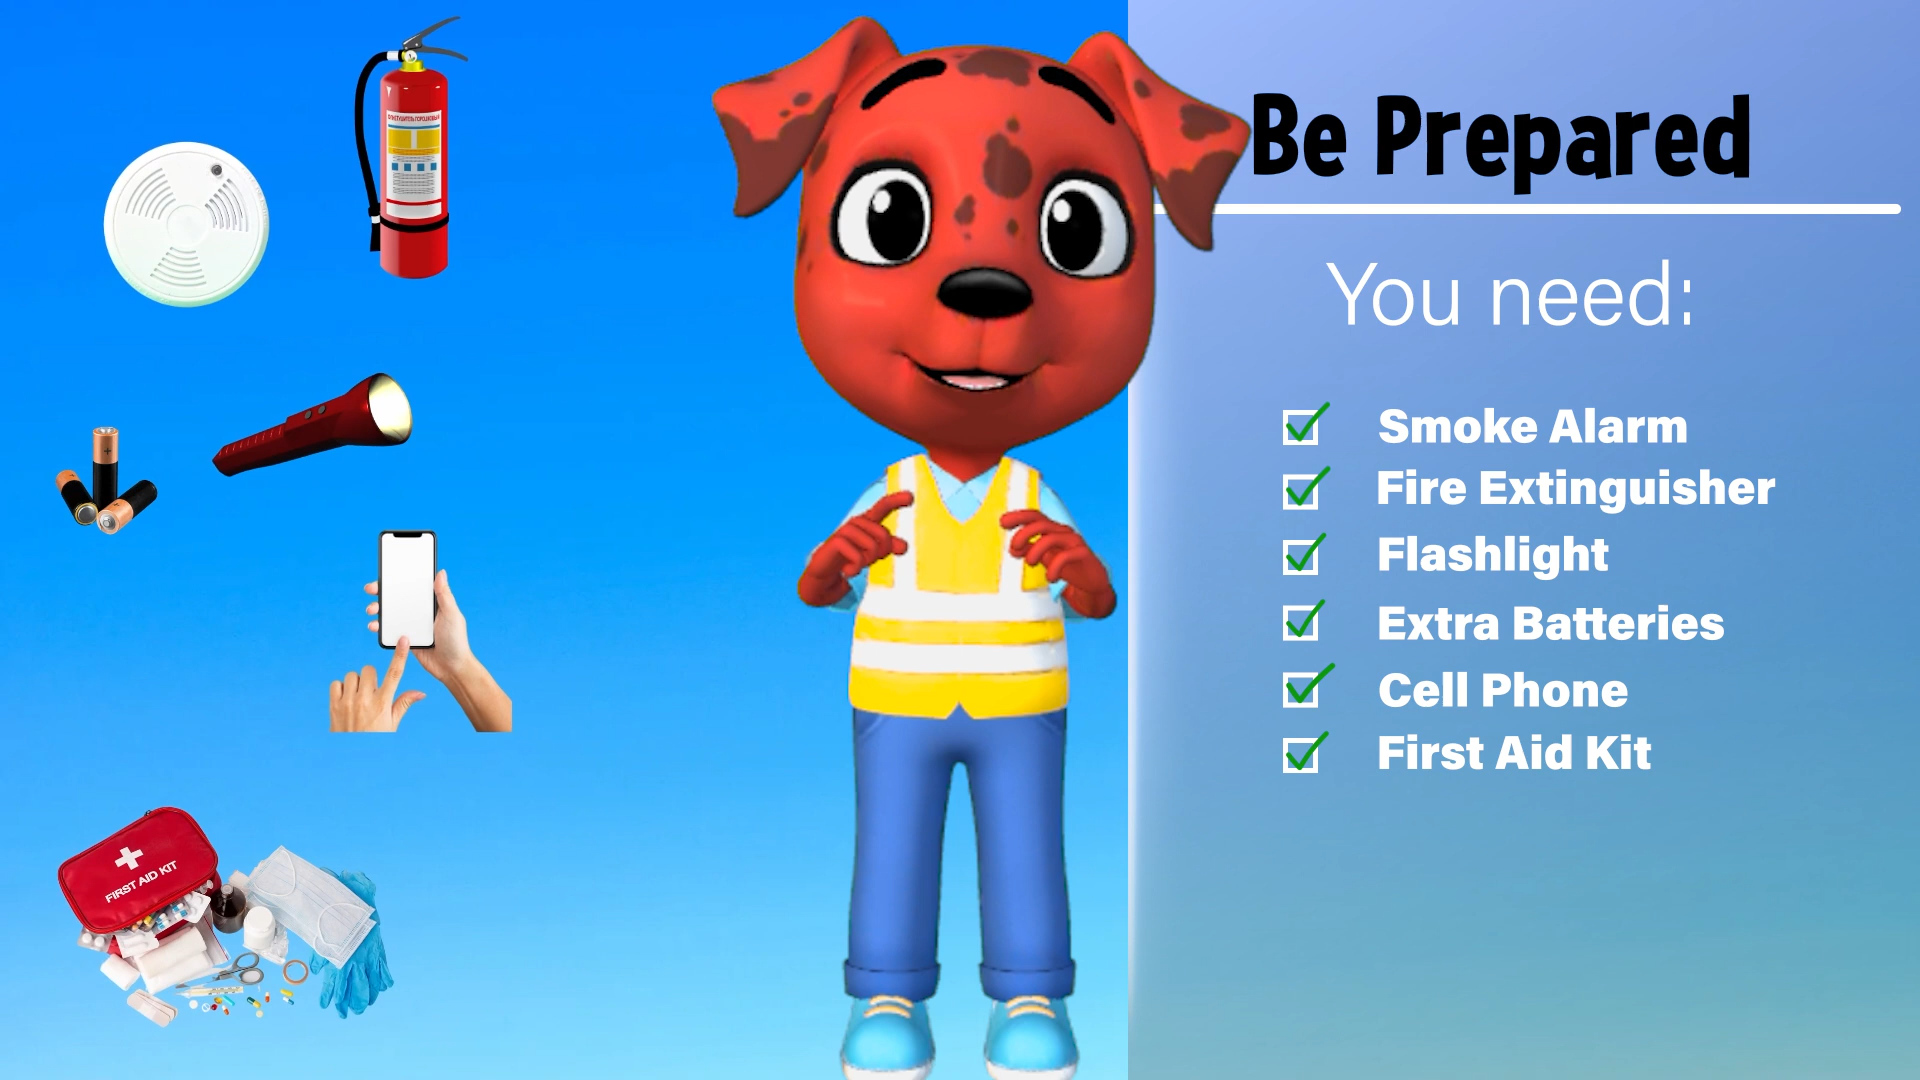 Be Prepared
You need:
Smoke Alarm
Fire Extinguisher
Flashlight
Extra Batteries
Cell Phone
First Aid Kit
FIRST AID KIT